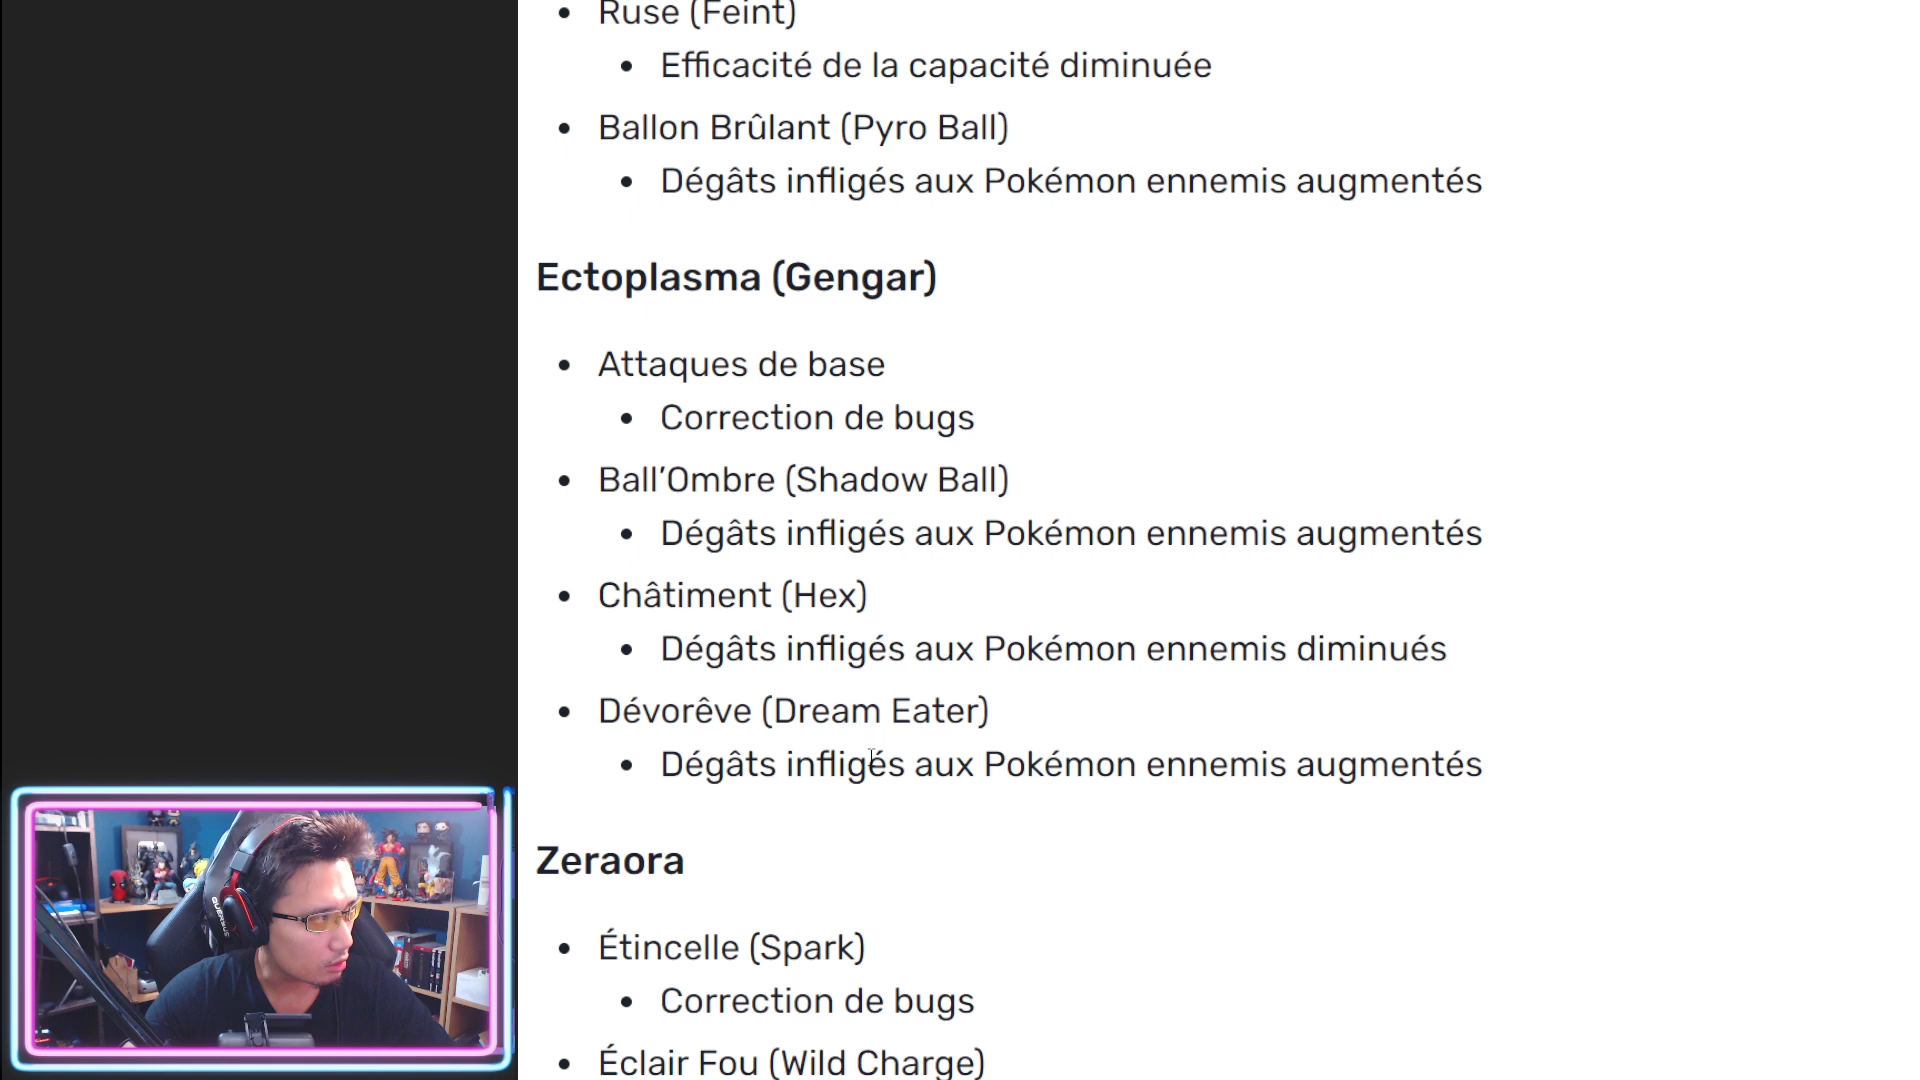 Ruse (Feint)
Efficacité de la capacité diminuée
Ballon Brûlant (Pyro Ball)
Dégâts infligés aux Pokémon ennemis augmentés
Ectoplasma (Gengar)
Attaques de base
Correction de bugs
Ball’Ombre (Shadow Ball)
Dégâts infligés aux Pokémon ennemis augmentés
Châtiment (Hex)
Dégâts infligés aux Pokémon ennemis diminués
Dévorêve (Dream Eater)
Dégâts infligés aux Pokémon ennemis augmentés
Zeraora
Étincelle (Spark)
Correction de bugs
Éclair Fou (Wild Charge)